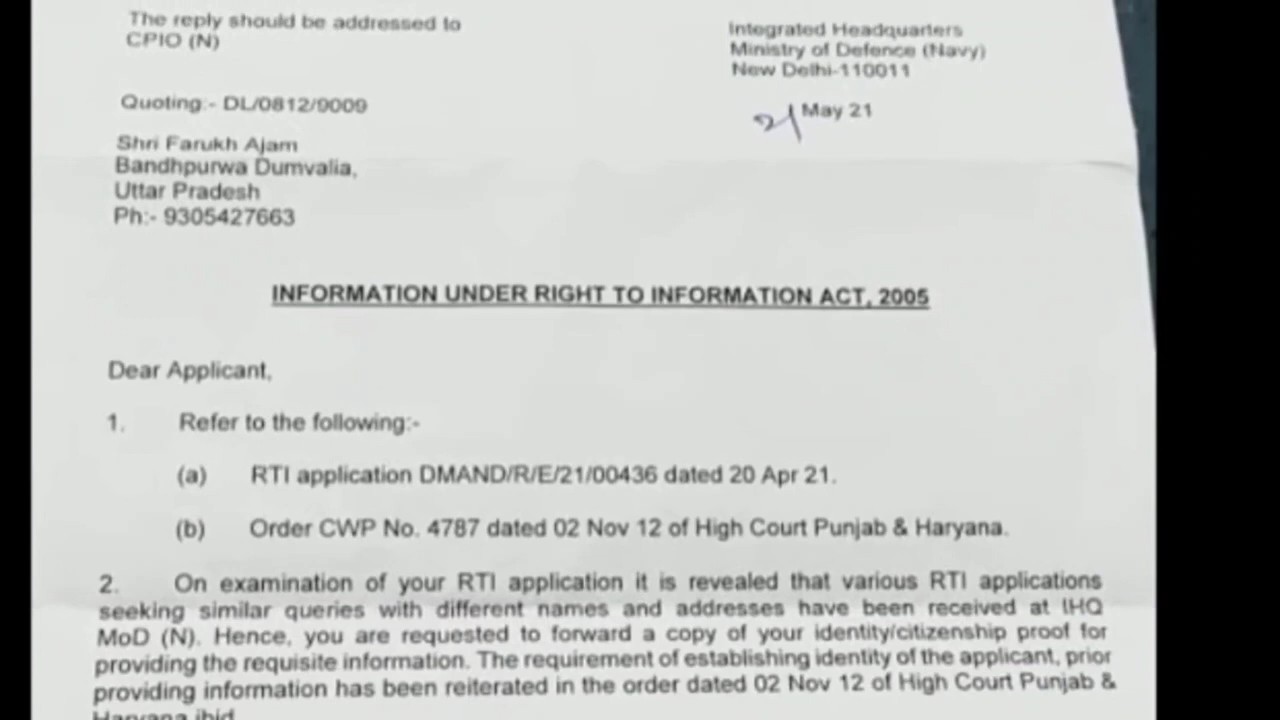 The reply should be addressed to
CPIO (N)
Integrated Headquarters
Ministry of Defence (Navy)
New Delhi-110011
Quoting:- DL/0812/9009
21 May 21
Shri Farukh Ajam
Bandhpurwa Dumvalia,
Uttar Pradesh
Ph:- 9305427663
INFORMATION UNDER RIGHT TO INFORMATION ACT, 2005
Dear Applicant,
1. Refer to the following:-
(a) RTI application DMAND/R/E/21/00436 dated 20 Apr 21.
(b) Order CWP No. 4787 dated 02 Nov 12 of High Court Punjab & Haryana.
2. On examination of your RTI application it is revealed that various RTI applications
seeking similar queries with different names and addresses have been received at IHQ
MoD (N). Hence, you are requested to forward a copy of your identity/citizenship proof for
providing the requisite information. The requirement of establishing identity of the applicant, prior
providing information has been reiterated in the order dated 02 Nov 12 of High Court Punjab &
Haryana ibid